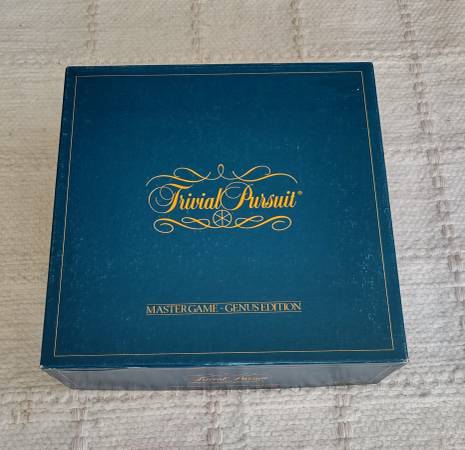 Trivial Pursuit®
MASTER GAME - GENUS EDITION
Trivial Pursuit